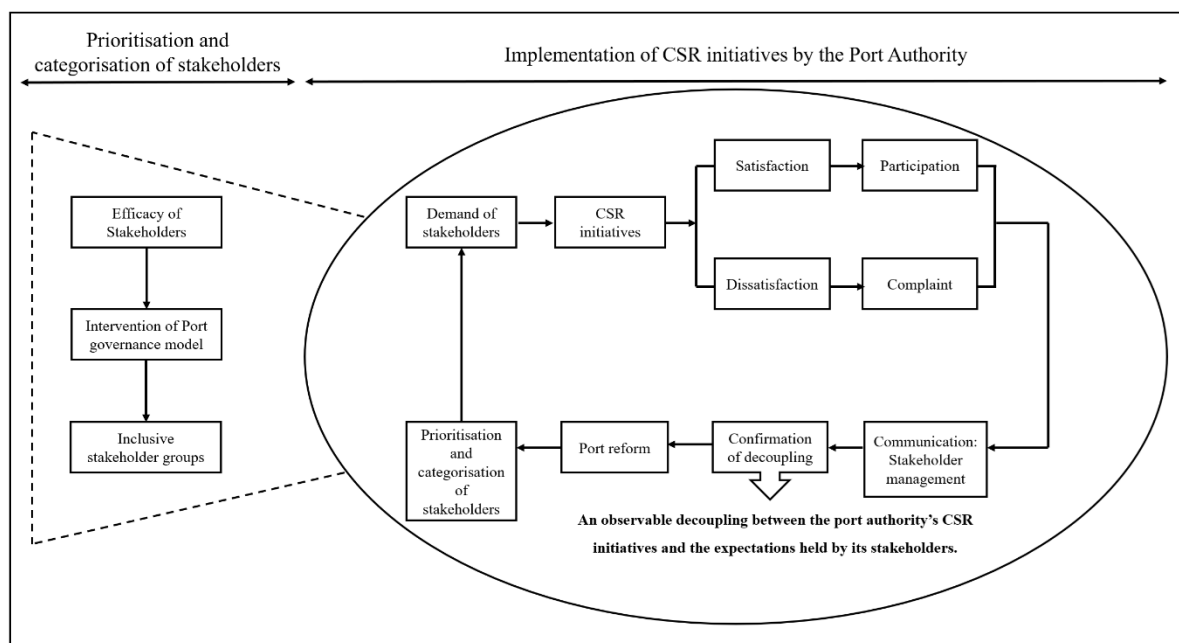 Prioritisation and
categorisation of stakeholders
Implementation of CSR initiatives by the Port Authority
Efficacy of
Stakeholders
Intervention of Port
governance model
Inclusive
stakeholder groups
Demand of
stakeholders
CSR
initiatives
Satisfaction
Participation
Dissatisfaction
Complaint
Prioritisation
and
categorisation
of
stakeholders
Port reform
Confirmation
of decoupling
Communication:
Stakeholder
management
An observable decoupling between the port authority’s CSR
initiatives and the expectations held by its stakeholders.